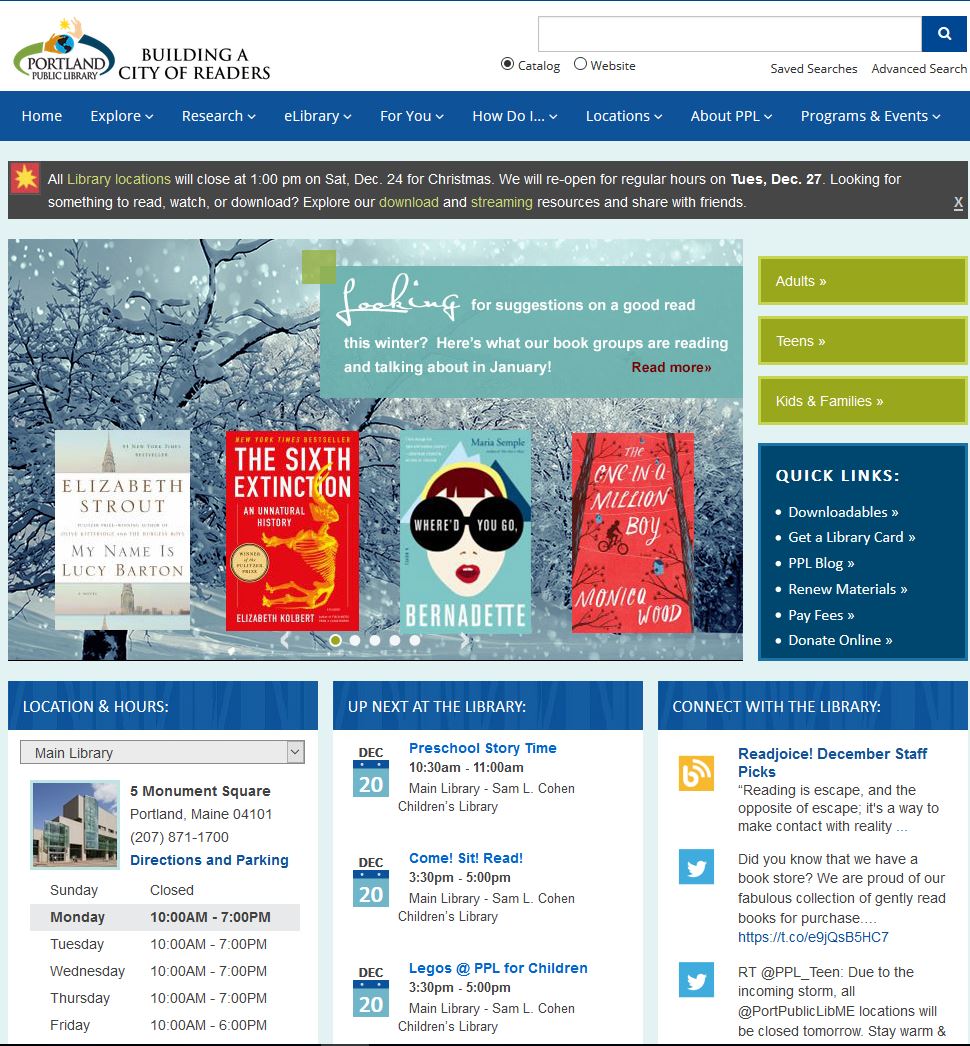 PORTLAND
PUBLIC LIBRARY
BUILDING A
CITY OF READERS
Catalog Website
Saved Searches Advanced Search
Home Explore Research eLibrary For You How Do I... Locations About PPL Programs & Events
All Library locations will close at 1:00 pm on Sat, Dec. 24 for Christmas. We will re-open for regular hours on Tues, Dec. 27. Looking for
something to read, watch, or download? Explore our download and streaming resources and share with friends.
X
Looking for suggestions on a good read
this winter? Here's what our book groups are reading
and talking about in January! Read more»
#1 NEW YORK TIMES
BESTSELLER
ELIZABETH
STROUT
PULITZER PRIZE-WINNING AUTHOR OF
OLIVE KITTERIDGE AND THE BURGESS BOYS
MY NAME IS
LUCY BARTON
A NOVEL
NEW YORK TIMES BESTSELLER
THE SIXTH
EXTINCTION
AN UNNATURAL
HISTORY
WINNER
OF THE
PULITZER
PRIZE
ELIZABETH KOLBERT
Maria Semple
WHERE'D YOU GO,
BERNADETTE
THE
ONE-IN-A
MILLION
BOY
MONICA
WOOD
Adults »
Teens »
Kids & Families »
QUICK LINKS:
Downloadables »
Get a Library Card »
PPL Blog »
Renew Materials »
Pay Fees »
Donate Online »
LOCATION & HOURS:
Main Library
5 Monument Square
Portland, Maine 04101
(207) 871-1700
Directions and Parking
Sunday Closed
Monday 10:00AM - 7:00PM
Tuesday 10:00AM - 7:00PM
Wednesday 10:00AM - 7:00PM
Thursday 10:00AM - 7:00PM
Friday 10:00AM - 6:00PM
UP NEXT AT THE LIBRARY:
DEC
20
Preschool Story Time
10:30am - 11:00am
Main Library - Sam L. Cohen
Children's Library
DEC
20
Come! Sit! Read!
3:30pm - 5:00pm
Main Library - Sam L. Cohen
Children's Library
DEC
20
Legos @ PPL for Children
3:30pm - 5:00pm
Main Library - Sam L. Cohen
Children's Library
CONNECT WITH THE LIBRARY:
Readjoice! December Staff
Picks
“Reading is escape, and the
opposite of escape; it's a way to
make contact with reality ...
Did you know that we have a
book store? We are proud of our
fabulous collection of gently read
books for purchase....
https://t.co/e9jQsB5HC7
RT @PPL_Teen: Due to the
incoming storm, all
@PortPublicLibME locations will
be closed tomorrow. Stay warm &